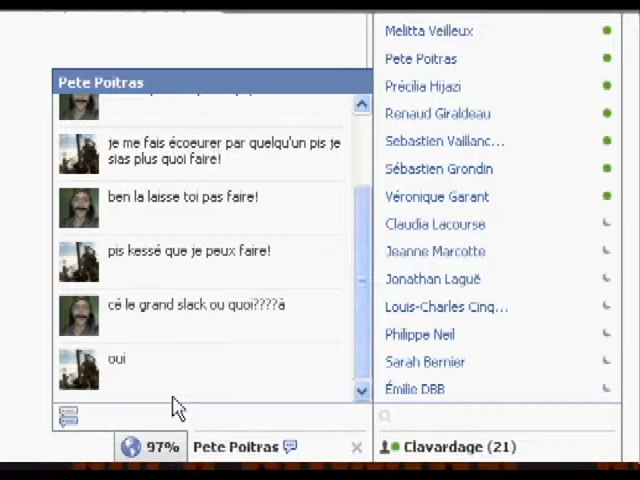 Pete Poitras
je me fais écoeurer par quelqu'un pis je
sias plus quoi faire!
ben la laisse toi pas faire!
pis kessé que je peux faire!
cé le grand slack ou quoi????à
oui
97%
Pete Poitras
Melitta Veilleux
Pete Poitras
Précilia Hijazi
Renaud Giraldeau
Sebastien Vaillanc...
Sébastien Grondin
Véronique Garant
Claudia Lacourse
Jeanne Marcotte
Jonathan Laguë
Louis-Charles Cinq...
Philippe Neil
Sarah Bernier
Émilie DBB
Clavardage (21)